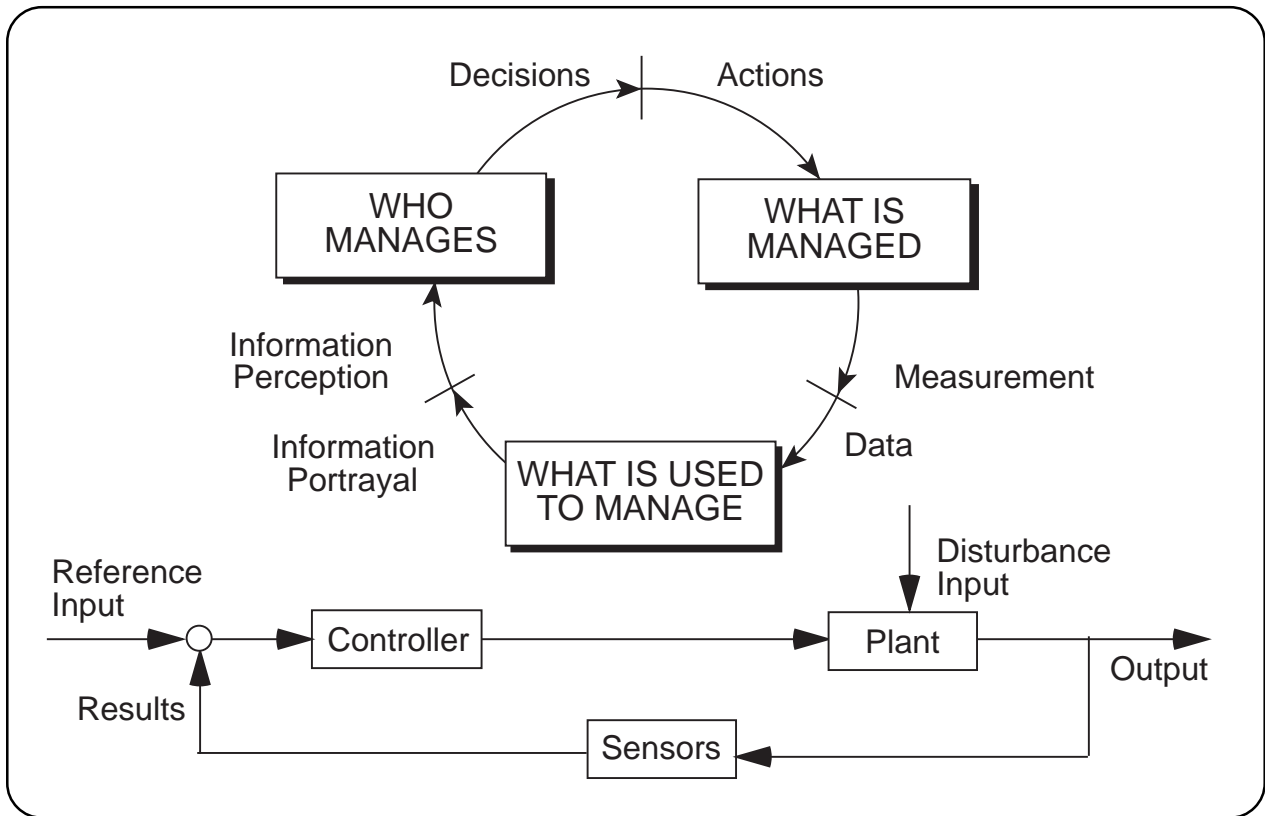 Decisions
Actions
WHO
MANAGES
WHAT IS
MANAGED
Information
Perception
Measurement
Information
Portrayal
Data
WHAT IS USED
TO MANAGE
Reference
Input
Disturbance
Input
Controller
Plant
Output
Results
Sensors